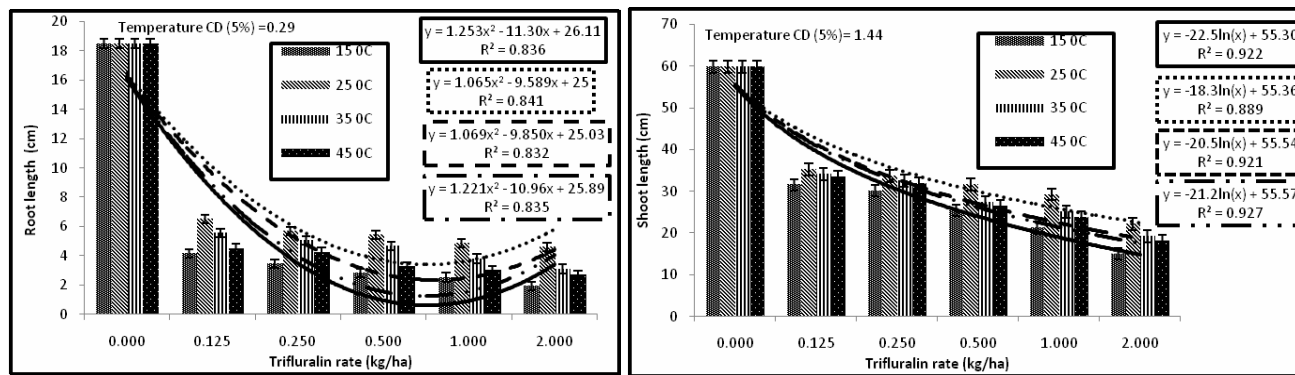 Temperature CD (5%) =0.29
15 0C
25 0C
35 0C
45 0C
y = 1.253x² - 11.30x + 26.11
R² = 0.836
y = 1.065x² - 9.589x + 25
R² = 0.841
y = 1.069x² - 9.850x + 25.03
R² = 0.832
y = 1.221x² - 10.96x + 25.89
R² = 0.835
Root length (cm)
20
18
16
14
12
10
8
6
4
2
0
0.000 0.125 0.250 0.500 1.000 2.000
Trifluralin rate (kg/ha)
Temperature CD (5%)= 1.44
15 0C
25 0C
35 0C
45 0C
y = -22.5ln(x) + 55.30
R² = 0.922
y = -18.3ln(x) + 55.36
R² = 0.889
y = -20.5ln(x) + 55.54
R² = 0.921
y = -21.2ln(x) + 55.57
R² = 0.927
Shoot length (cm)
70
60
50
40
30
20
10
0
0.000 0.125 0.250 0.500 1.000 2.000
Trifluralin rate (kg/ha)